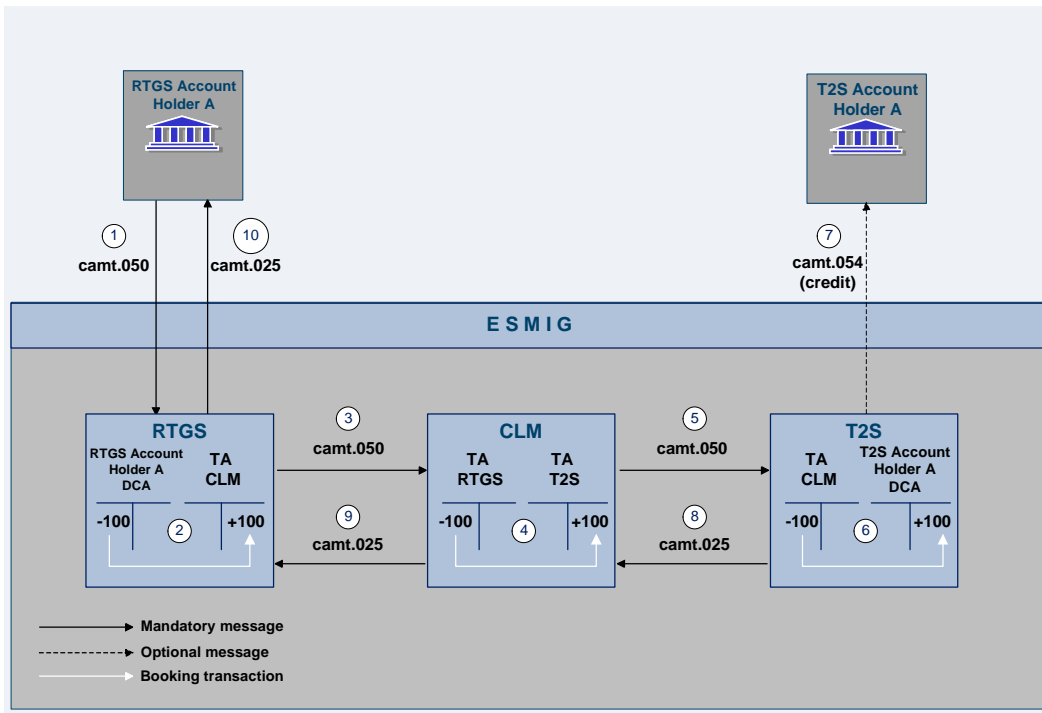 RTGS Account
Holder A
T2S Account
Holder A
1
camt.050
10
camt.025
7
camt.054
(credit)
E S M I G
RTGS
RTGS Account
Holder A
DCA
TA
CLM
-100
2
+100
3
camt.050
9
camt.025
CLM
TA
RTGS
TA
T2S
-100
4
+100
5
camt.050
8
camt.025
T2S
TA
CLM
T2S Account
Holder A
DCA
-100
6
+100
Mandatory message
Optional message
Booking transaction